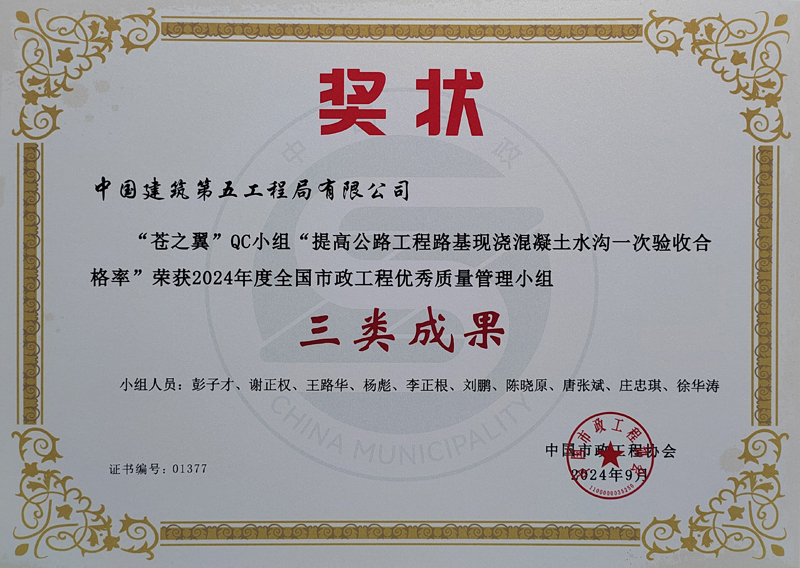 奖状
中国建筑第五工程局有限公司
“苍之翼”QC小组“提高公路工程路基现浇混凝土水沟一次验收合
格率”荣获2024年度全国市政工程优秀质量管理小组
三类成果
小组人员：彭子才、谢正权、王路华、杨彪、李正根、刘鹏、陈晓原、唐张斌、庄忠琪、徐华涛
中国市政工程协会
证书编号：01377
2024年9月
CHINA MUNICIPALITY